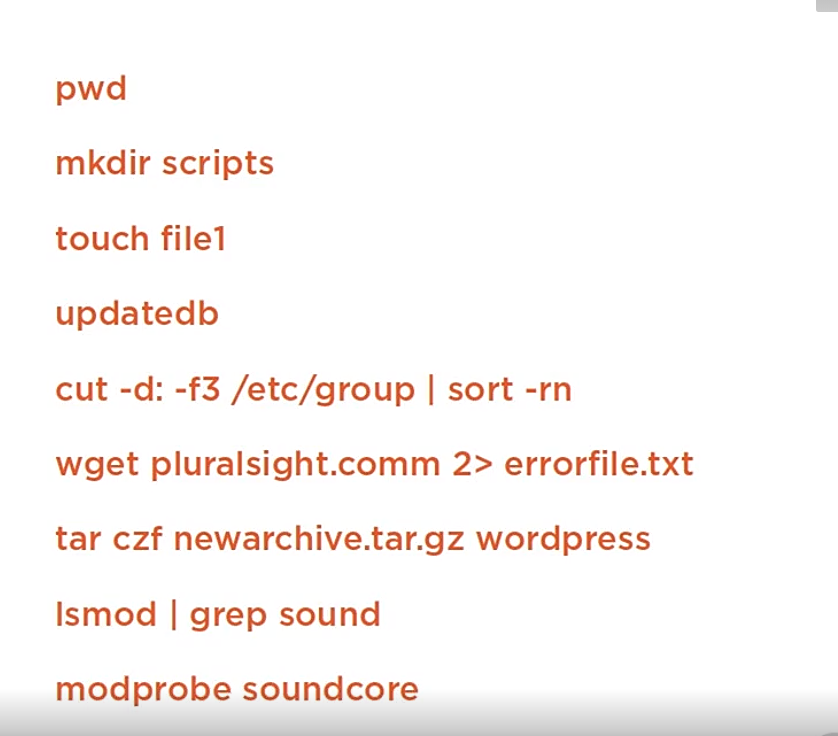 pwd
mkdir scripts
touch file1
updatedb
cut -d: -f3 /etc/group | sort -rn
wget pluralsight.comm 2> errorfile.txt
tar czf newarchive.tar.gz wordpress
lsmod | grep sound
modprobe soundcore